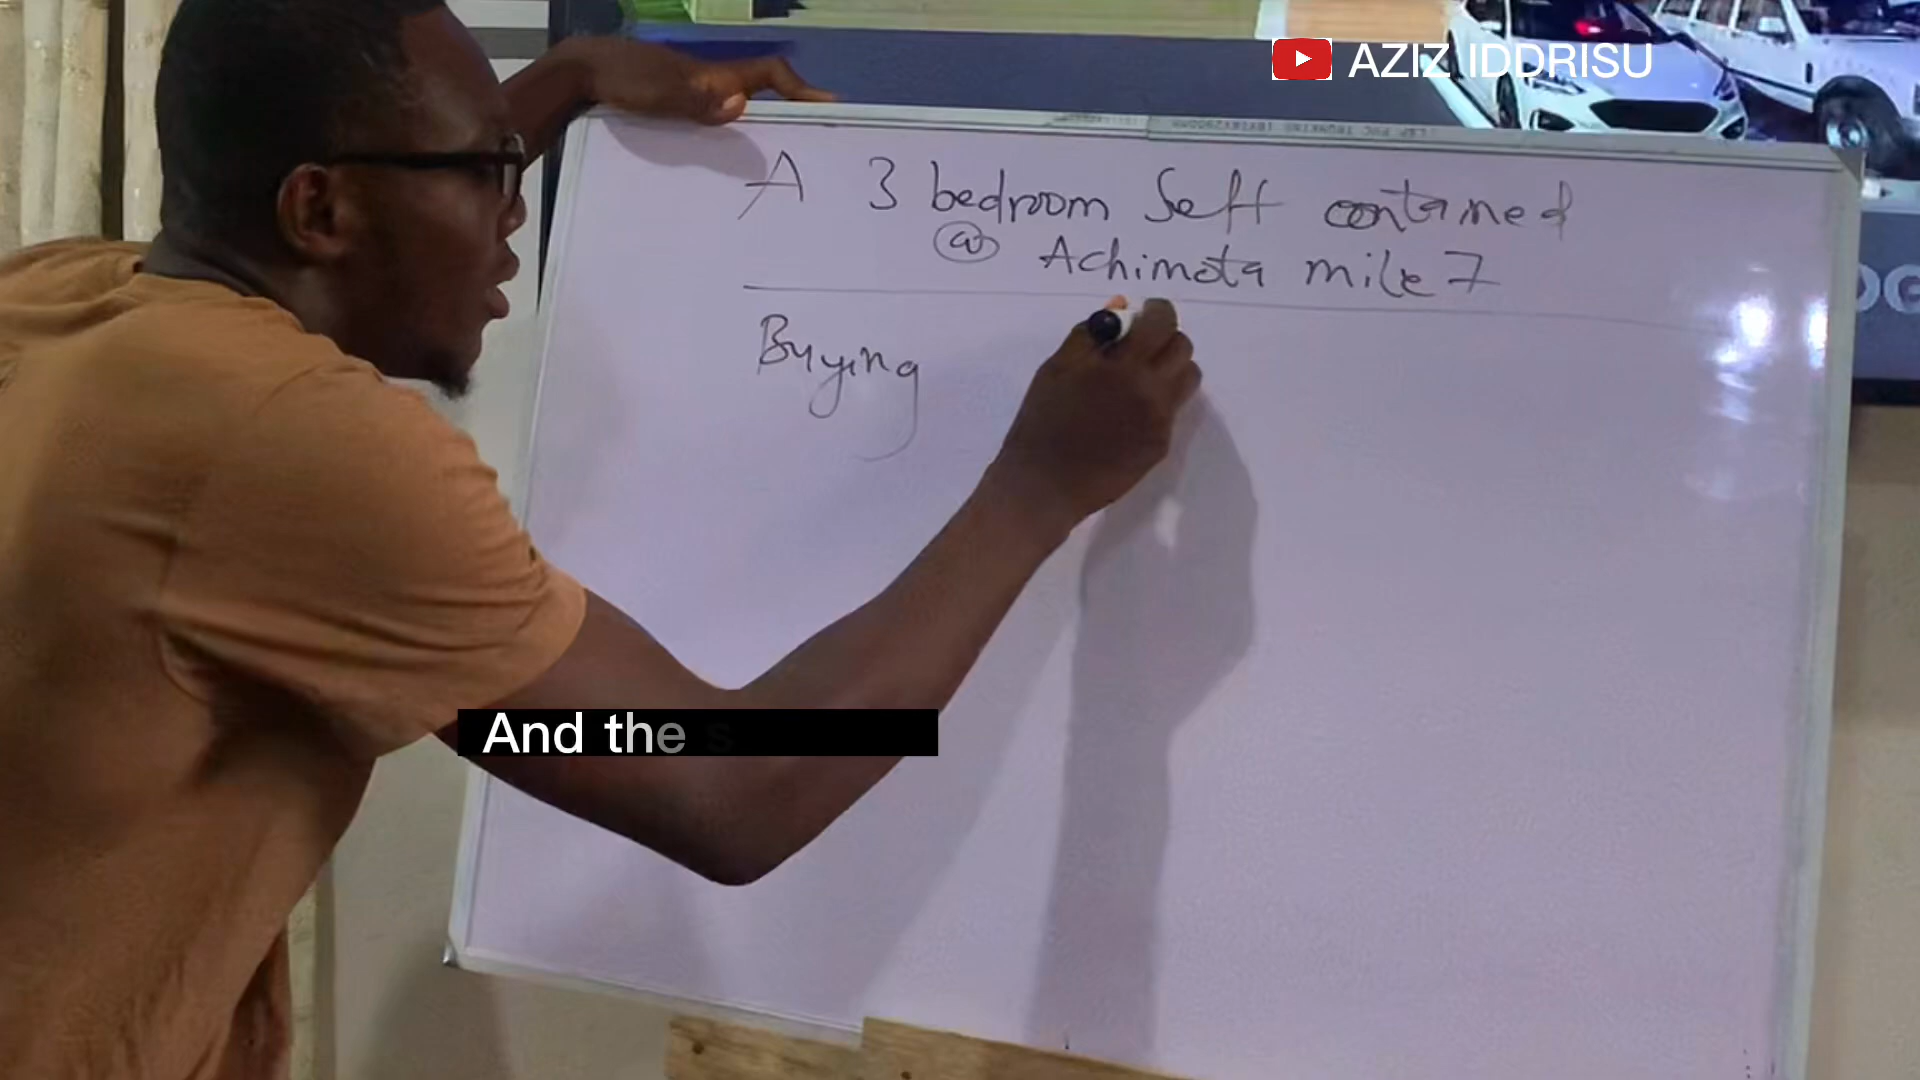 AZIZ IDDRISU
A 3 bedroom Self contained
@ Achimota mile 7
Buying
And the s